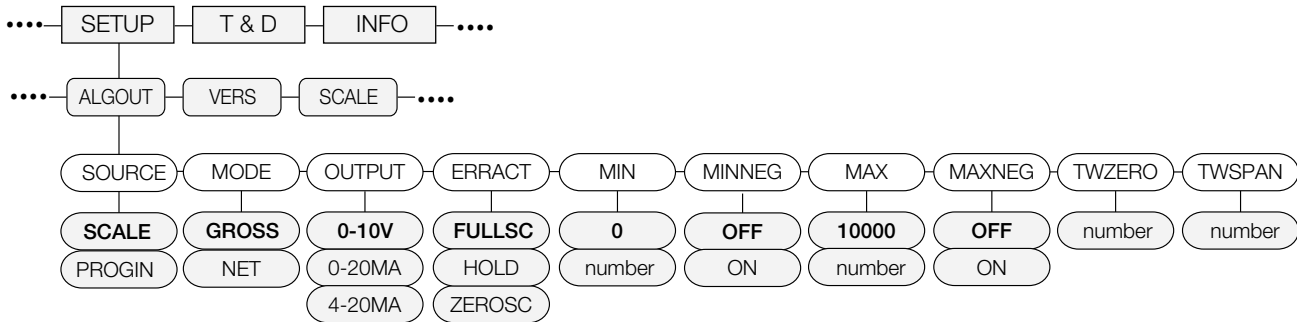 •••• SETUP T & D INFO ••••
•••• ALGOUT VERS SCALE ••••
SOURCE MODE OUTPUT ERRACT MIN MINNEG MAX MAXNEG TWZERO TWSPAN
SCALE GROSS 0-10V FULLSC 0 OFF 10000 OFF number number
PROGIN NET 0-20MA HOLD number ON number ON
4-20MA ZEROSC